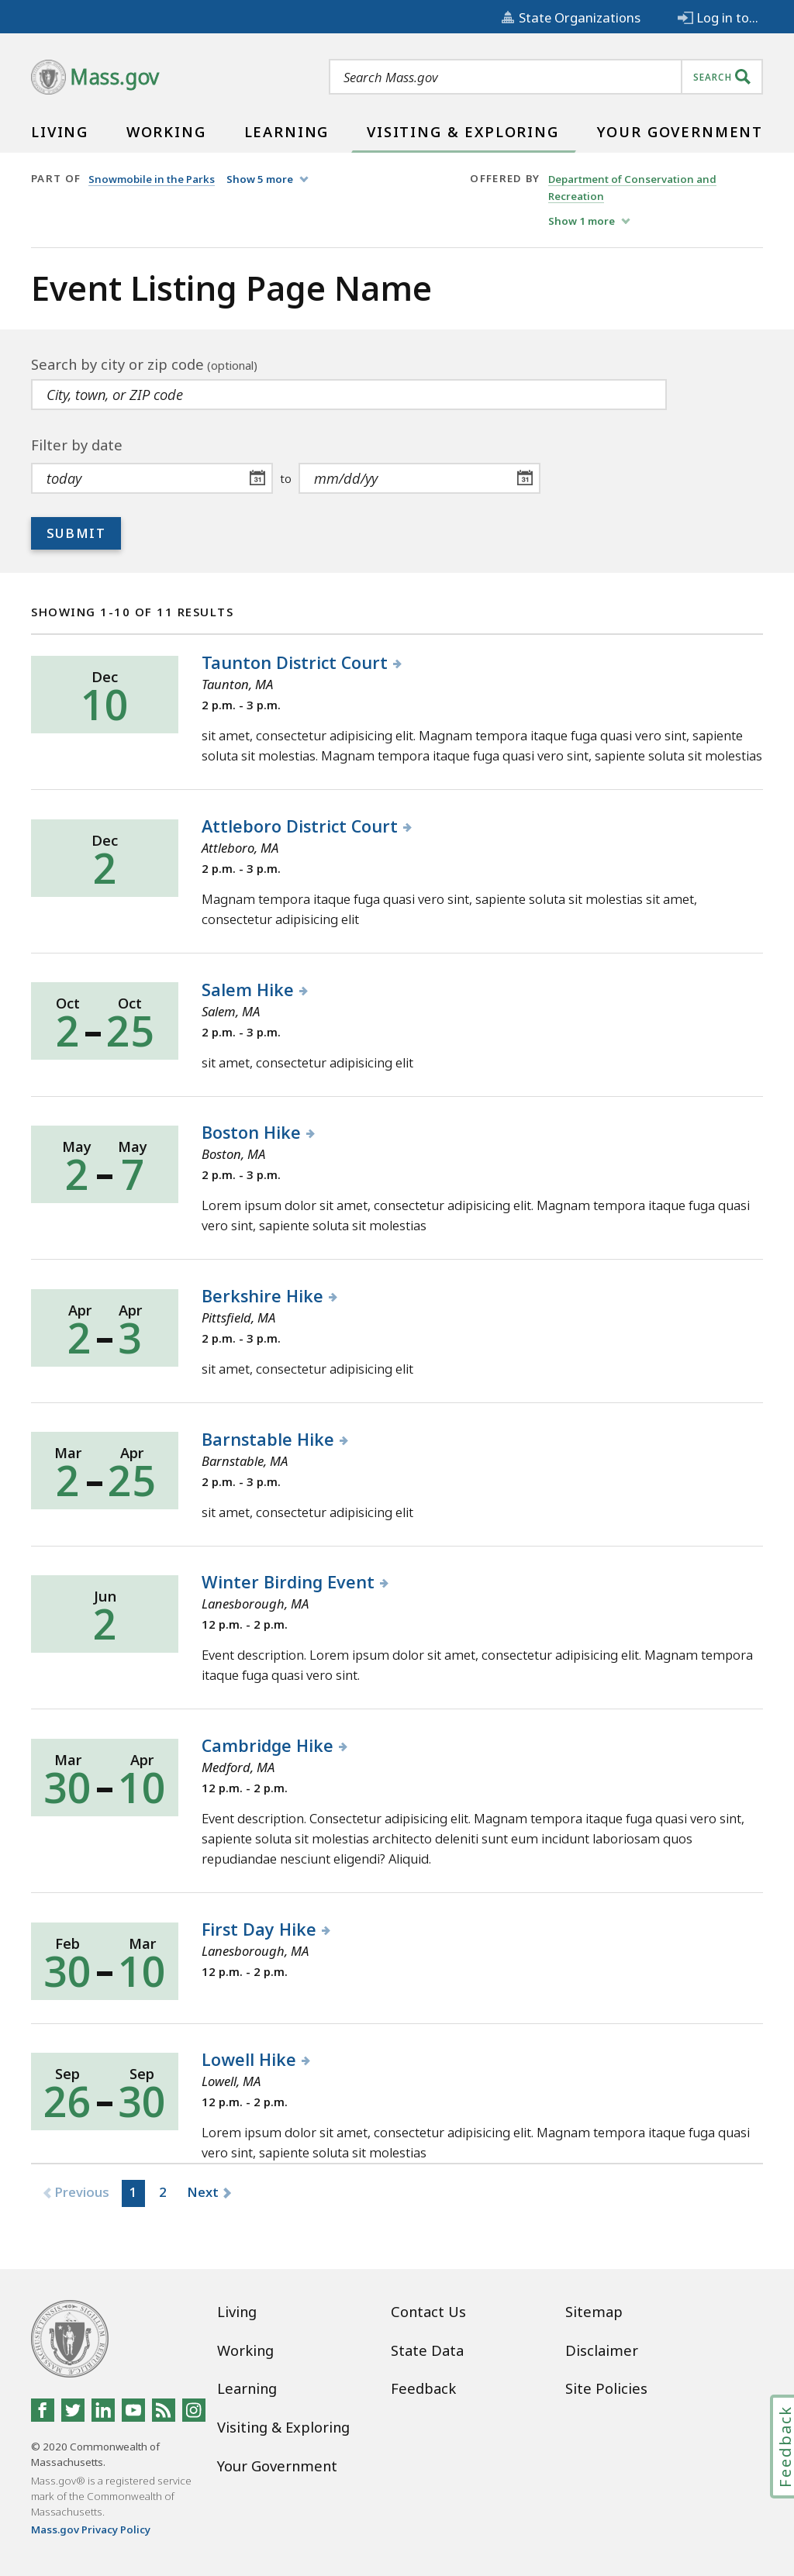 State Organizations
Log in to...
Mass.gov
Search Mass.gov
SEARCH
LIVING
WORKING
LEARNING
VISITING & EXPLORING
YOUR GOVERNMENT
PART OF
Snowmobile in the Parks
Show 5 more
OFFERED BY
Department of Conservation and
Recreation
Show 1 more
Event Listing Page Name
Search by city or zip code (optional)
City, town, or ZIP code
Filter by date
today
31
to
mm/dd/yy
31
SUBMIT
SHOWING 1-10 OF 11 RESULTS
Dec
10
Taunton District Court
Taunton, MA
2 p.m. - 3 p.m.
sit amet, consectetur adipisicing elit. Magnam tempora itaque fuga quasi vero sint, sapiente
soluta sit molestias. Magnam tempora itaque fuga quasi vero sint, sapiente soluta sit molestias
Dec
2
Attleboro District Court
Attleboro, MA
2 p.m. - 3 p.m.
Magnam tempora itaque fuga quasi vero sint, sapiente soluta sit molestias sit amet,
consectetur adipisicing elit
Oct Oct
2 – 25
Salem Hike
Salem, MA
2 p.m. - 3 p.m.
sit amet, consectetur adipisicing elit
May May
2 – 7
Boston Hike
Boston, MA
2 p.m. - 3 p.m.
Lorem ipsum dolor sit amet, consectetur adipisicing elit. Magnam tempora itaque fuga quasi
vero sint, sapiente soluta sit molestias
Apr Apr
2 – 3
Berkshire Hike
Pittsfield, MA
2 p.m. - 3 p.m.
sit amet, consectetur adipisicing elit
Mar Apr
2 – 25
Barnstable Hike
Barnstable, MA
2 p.m. - 3 p.m.
sit amet, consectetur adipisicing elit
Jun
2
Winter Birding Event
Lanesborough, MA
12 p.m. - 2 p.m.
Event description. Lorem ipsum dolor sit amet, consectetur adipisicing elit. Magnam tempora
itaque fuga quasi vero sint.
Mar Apr
30 – 10
Cambridge Hike
Medford, MA
12 p.m. - 2 p.m.
Event description. Consectetur adipisicing elit. Magnam tempora itaque fuga quasi vero sint,
sapiente soluta sit molestias architecto deleniti sunt eum incidunt laboriosam quos
repudiandae nesciunt eligendi? Aliquid.
Feb Mar
30 – 10
First Day Hike
Lanesborough, MA
12 p.m. - 2 p.m.
Sep Sep
26 – 30
Lowell Hike
Lowell, MA
12 p.m. - 2 p.m.
Lorem ipsum dolor sit amet, consectetur adipisicing elit. Magnam tempora itaque fuga quasi
vero sint, sapiente soluta sit molestias
Previous 1 2 Next
Living
Working
Learning
Visiting & Exploring
Your Government
Contact Us
State Data
Feedback
Sitemap
Disclaimer
Site Policies
© 2020 Commonwealth of
Massachusetts.
Mass.gov® is a registered service
mark of the Commonwealth of
Massachusetts.
Mass.gov Privacy Policy
Feedback